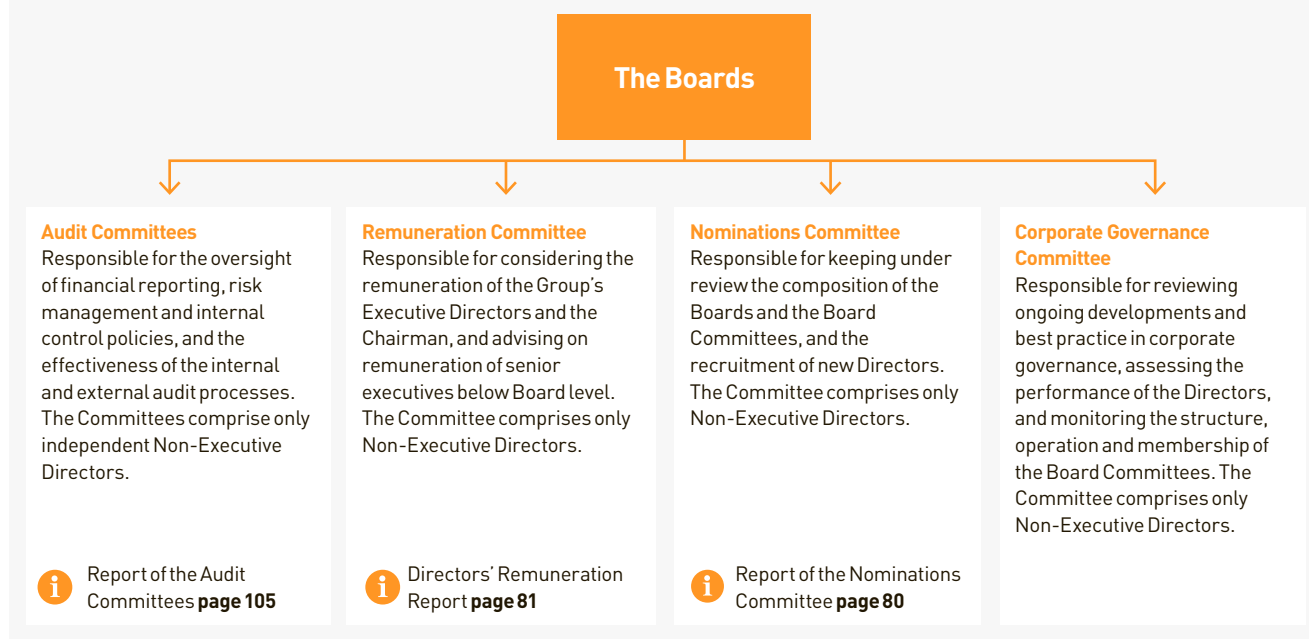 The Boards
Audit Committees
Responsible for the oversight
of financial reporting, risk
management and internal
control policies, and the
effectiveness of the internal
and external audit processes.
The Committees comprise only
independent Non-Executive
Directors.
i
Report of the Audit
Committees page 105
Remuneration Committee
Responsible for considering the
remuneration of the Group’s
Executive Directors and the
Chairman, and advising on
remuneration of senior
executives below Board level.
The Committee comprises only
Non-Executive Directors.
i
Directors’ Remuneration
Report page 81
Nominations Committee
Responsible for keeping under
review the composition of the
Boards and the Board
Committees, and the
recruitment of new Directors.
The Committee comprises only
Non-Executive Directors.
i
Report of the Nominations
Committee page 80
Corporate Governance
Committee
Responsible for reviewing
ongoing developments and
best practice in corporate
governance, assessing the
performance of the Directors,
and monitoring the structure,
operation and membership of
the Board Committees. The
Committee comprises only
Non-Executive Directors.